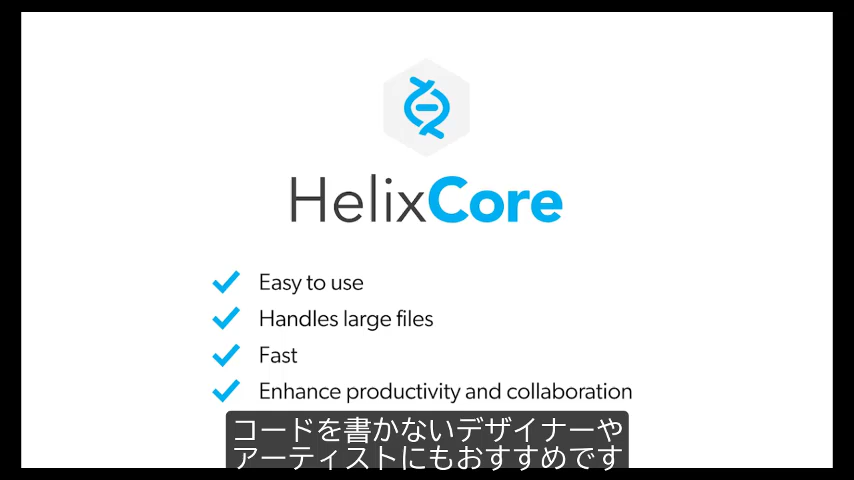 HelixCore
Easy to use
Handles large files
Fast
Enhance productivity and collaboration
コードを書かないデザイナーや
アーティストにもおすすめです